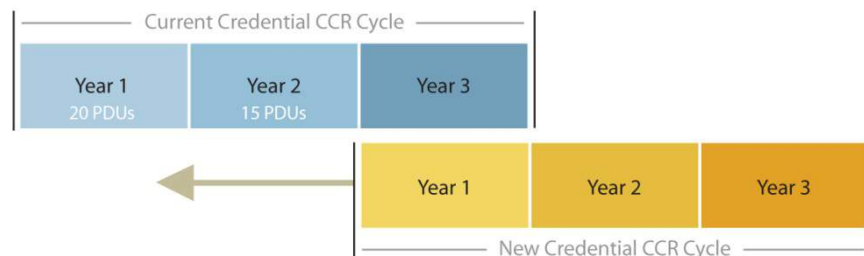 Current Credential CCR Cycle
Year 1
20 PDUs
Year 2
15 PDUs
Year 3
Year 1
Year 2
Year 3
New Credential CCR Cycle